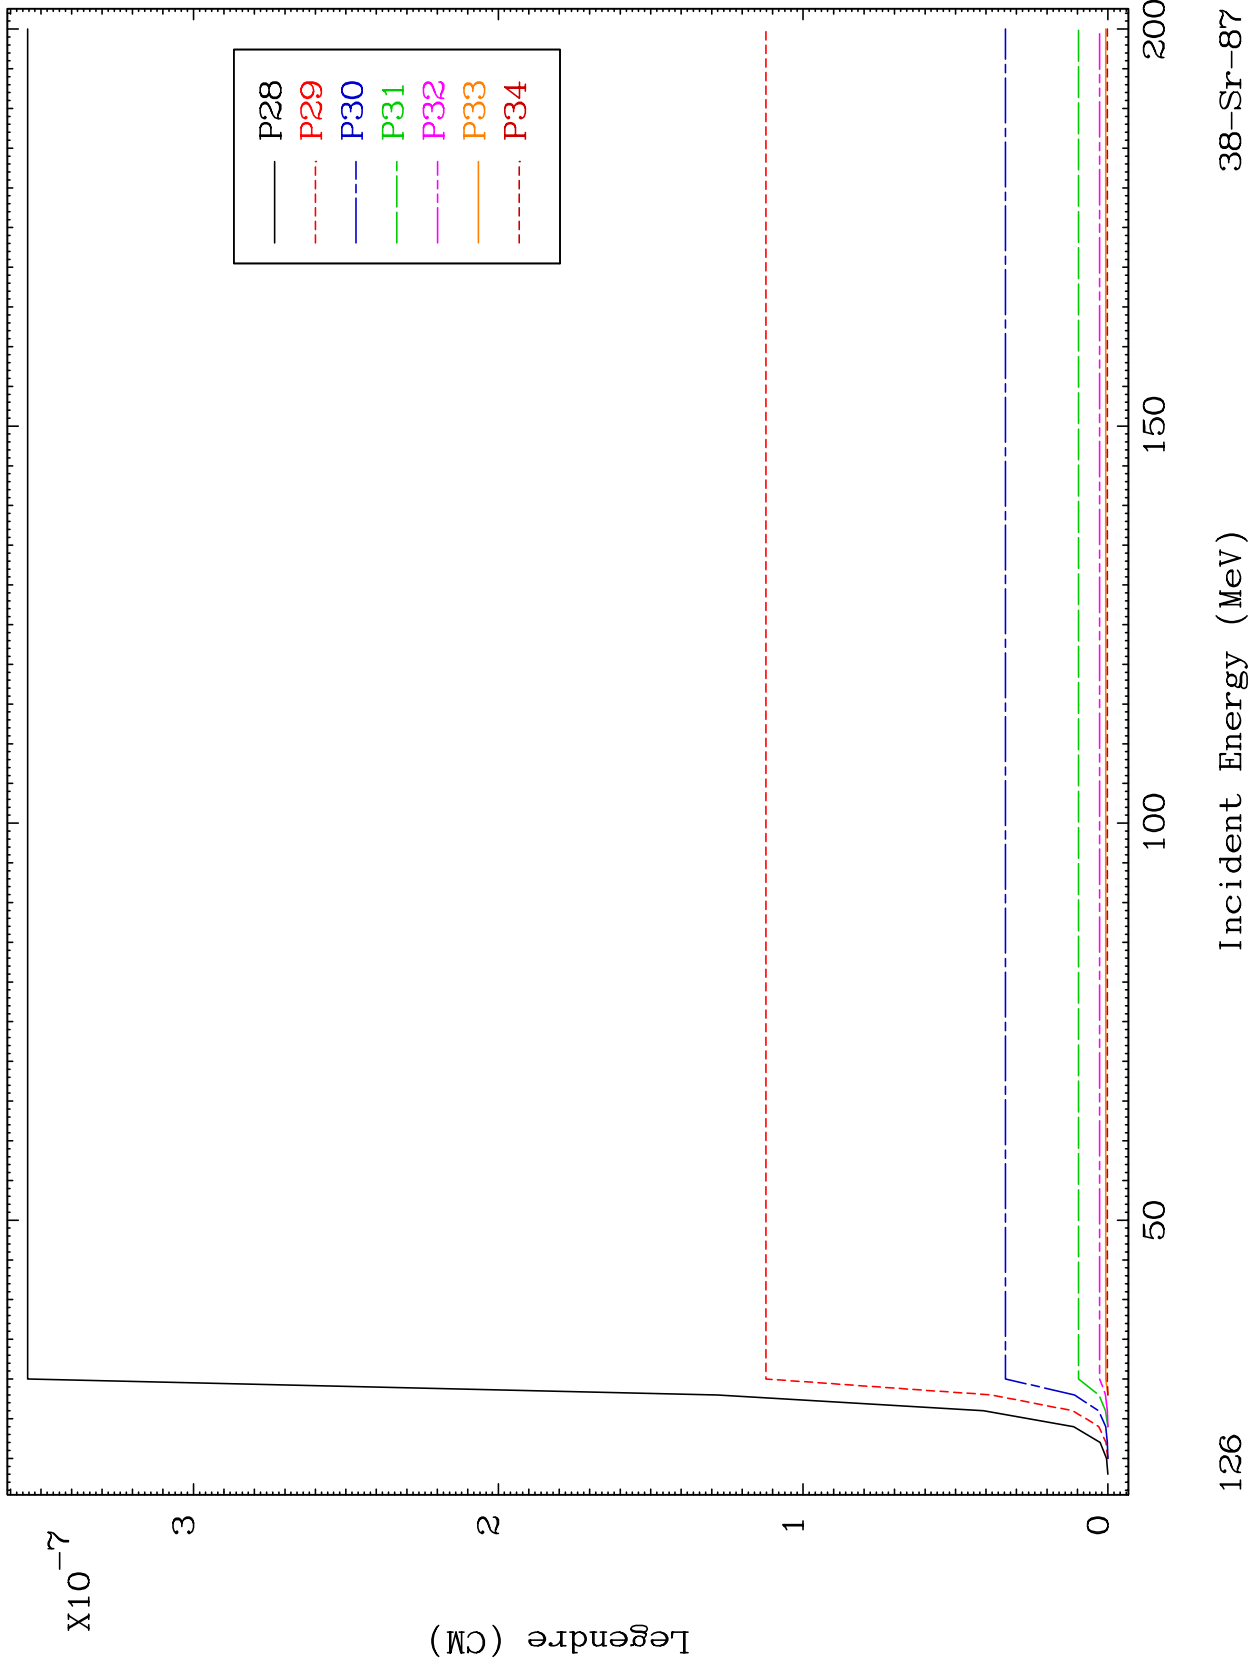 X10-7
3
2
1
0
Legendre (CM)
P28
P29
P30
P31
P32
P33
P34
50
100
150
200
Incident Energy (MeV)
126
38-Sr-87